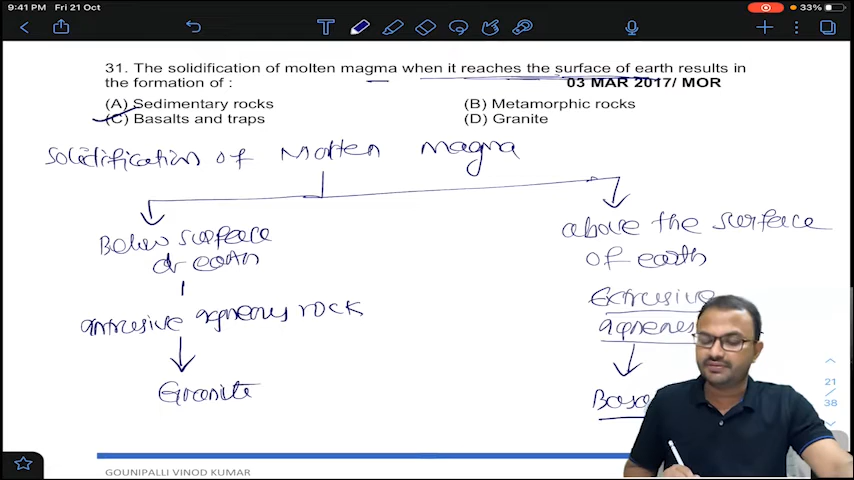 9:41 PM Fri 21 Oct
33%
31. The solidification of molten magma when it reaches the surface of earth results in
the formation of :
03 MAR 2017/ MOR
(A) Sedimentary rocks
(B) Metamorphic rocks
(C) Basalts and traps
(D) Granite
Solidification of Molten magma
Below surface
of earth
above the surface
of earth
Extrusive
igneous
intrusive igneous rock
Granite
21
/
38
GOUNIPALLI VINOD KUMAR